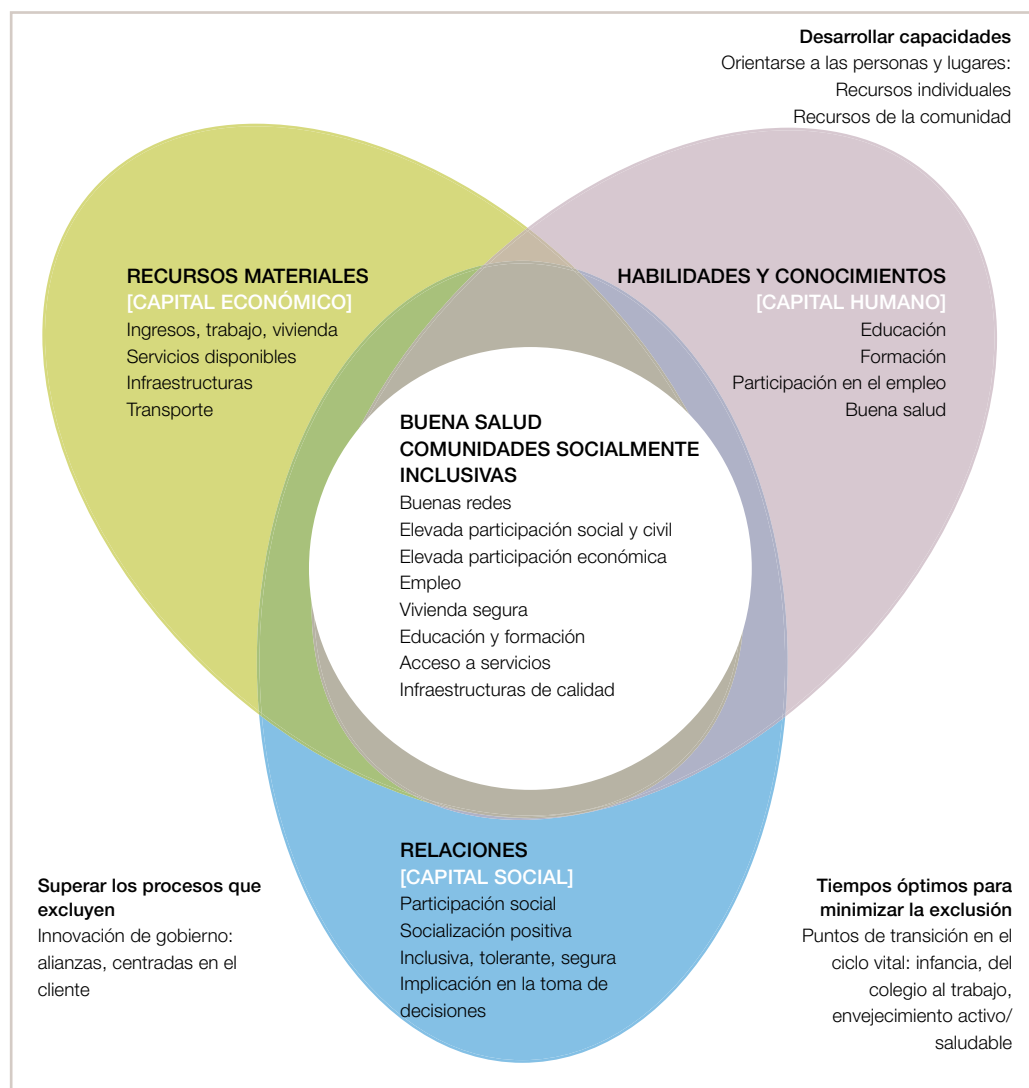 Desarrollar capacidades
Orientarse a las personas y lugares:
Recursos individuales
Recursos de la comunidad
RECURSOS MATERIALES
[CAPITAL ECONÓMICO]
Ingresos, trabajo, vivienda
Servicios disponibles
Infraestructuras
Transporte
HABILIDADES Y CONOCIMIENTOS
[CAPITAL HUMANO]
Educación
Formación
Participación en el empleo
Buena salud
BUENA SALUD
COMUNIDADES SOCIALMENTE
INCLUSIVAS
Buenas redes
Elevada participación social y civil
Elevada participación económica
Empleo
Vivienda segura
Educación y formación
Acceso a servicios
Infraestructuras de calidad
RELACIONES
[CAPITAL SOCIAL]
Participación social
Socialización positiva
Inclusiva, tolerante, segura
Implicación en la toma de
decisiones
Superar los procesos que
excluyen
Innovación de gobierno:
alianzas, centradas en el
cliente
Tiempos óptimos para
minimizar la exclusión
Puntos de transición en el
ciclo vital: infancia, del
colegio al trabajo,
envejecimiento activo/
saludable